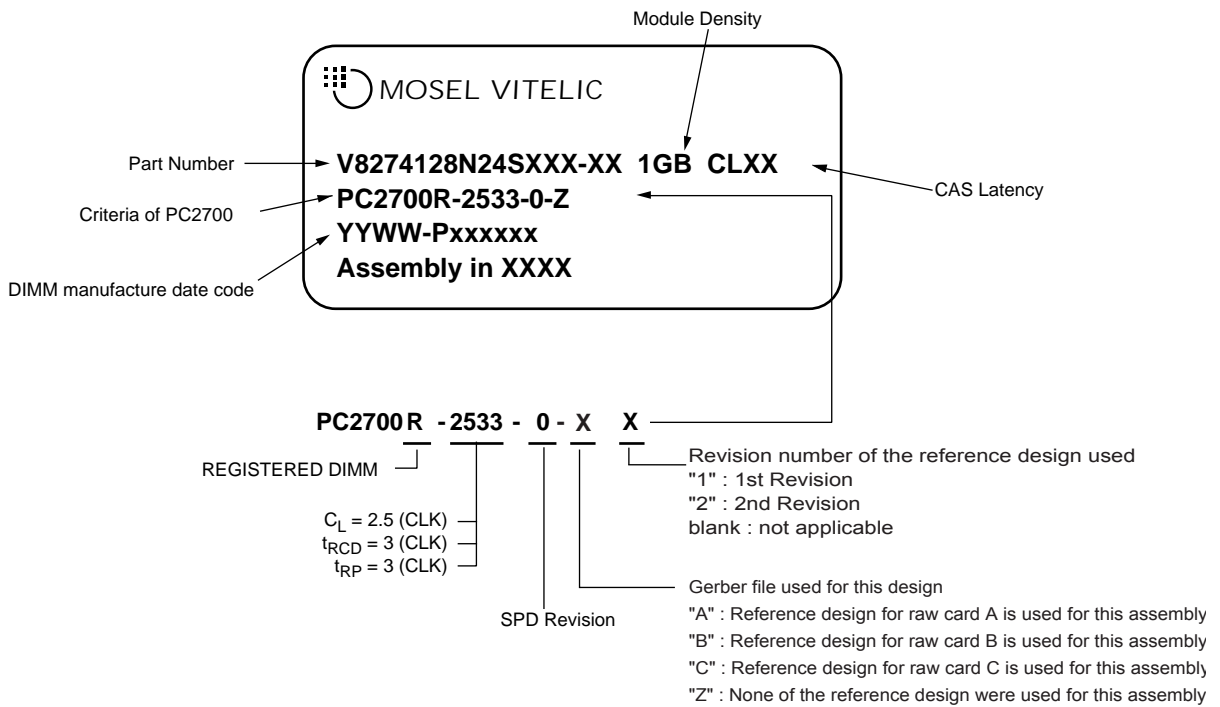 Module Density
MOSEL VITELIC
Part Number
V8274128N24SXXX-XX 1GB CLXX
CAS Latency
Criteria of PC2700
PC2700R-2533-0-Z
YYWW-Pxxxxxx
DIMM manufacture date code
Assembly in XXXX
PC2700 R - 2533 - 0 - X X
REGISTERED DIMM
CL = 2.5 (CLK)
tRCD = 3 (CLK)
tRP = 3 (CLK)
SPD Revision
Revision number of the reference design used
"1" : 1st Revision
"2" : 2nd Revision
blank : not applicable
Gerber file used for this design
"A" : Reference design for raw card A is used for this assembly
"B" : Reference design for raw card B is used for this assembly
"C" : Reference design for raw card C is used for this assembly
"Z" : None of the reference design were used for this assembly